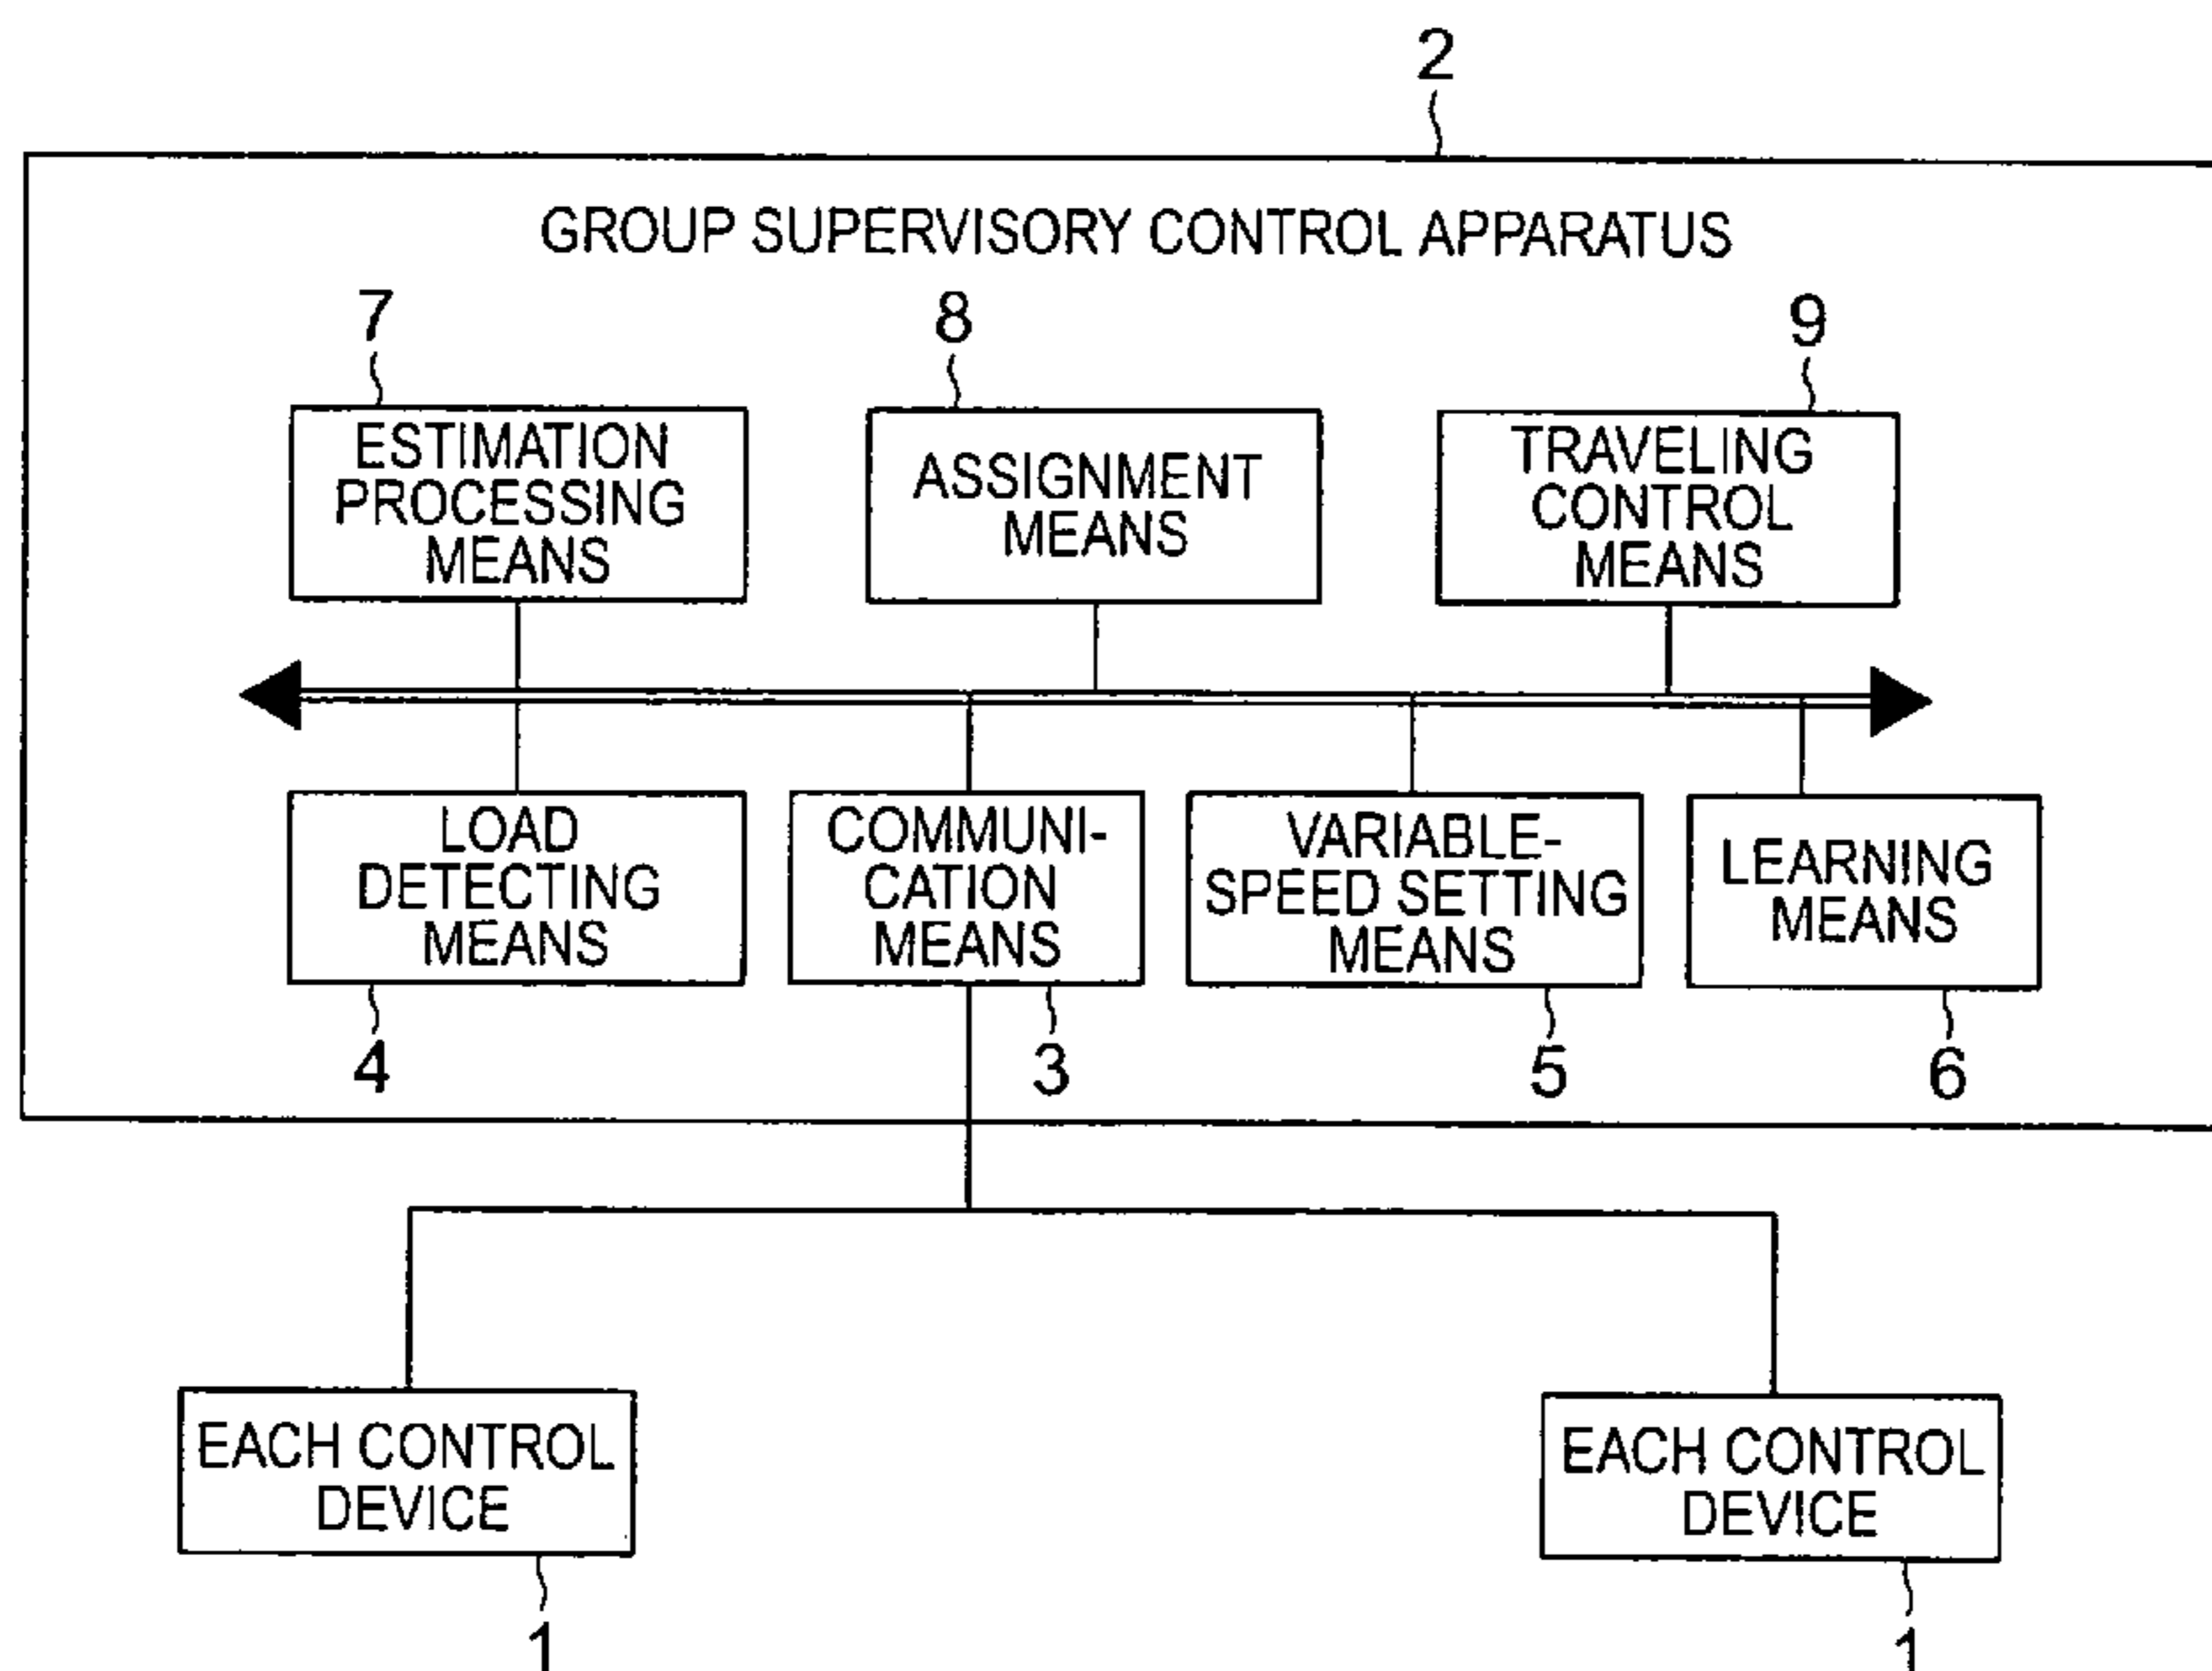 2
GROUP SUPERVISORY CONTROL APPARATUS
7
8
9
ESTIMATION
PROCESSING
MEANS
ASSIGNMENT
MEANS
TRAVELING
CONTROL
MEANS
LOAD
DETECTING
MEANS
COMMUNI-
CATION
MEANS
VARIABLE-
SPEED SETTING
MEANS
LEARNING
MEANS
4
3
5
6
EACH CONTROL
DEVICE
EACH CONTROL
DEVICE
1
1